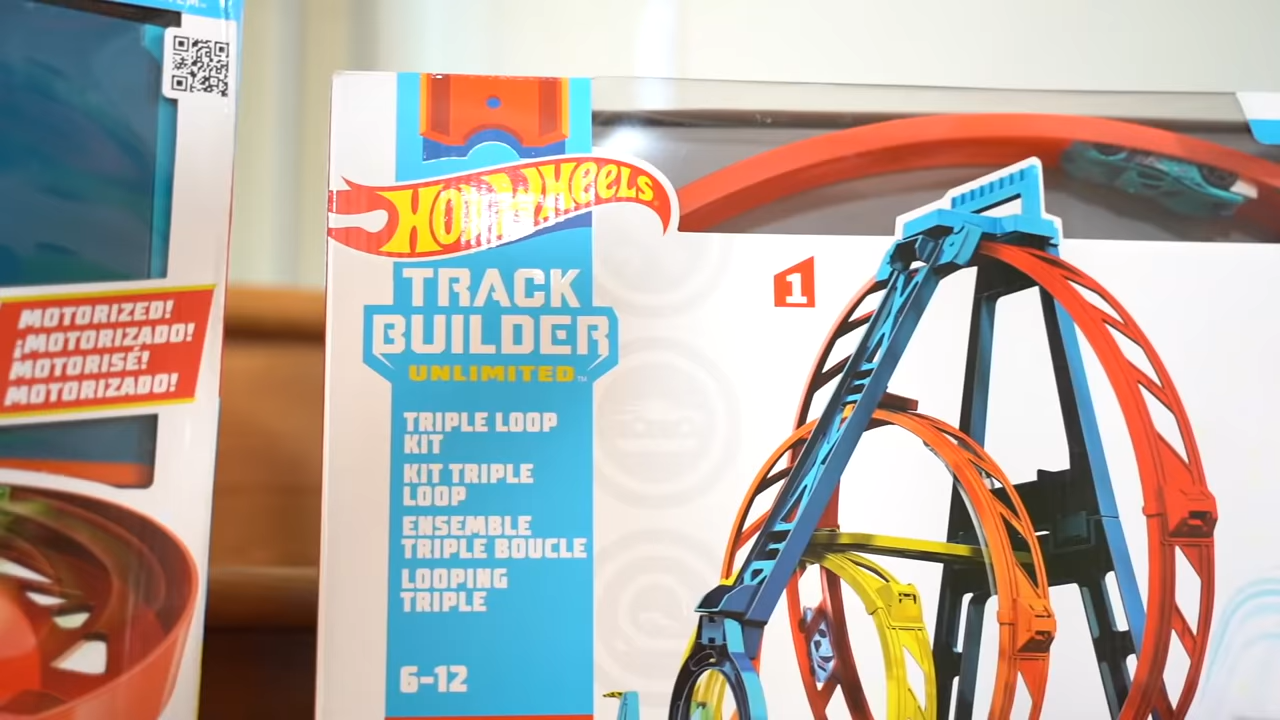 MOTORIZED!
¡MOTORIZADO!
MOTORISÉ!
MOTORIZADO!
HOT WHEELS
TRACK
BUILDER
UNLIMITED™
TRIPLE LOOP
KIT
KIT TRIPLE
LOOP
ENSEMBLE
TRIPLE BOUCLE
LOOPING
TRIPLE
6-12
1